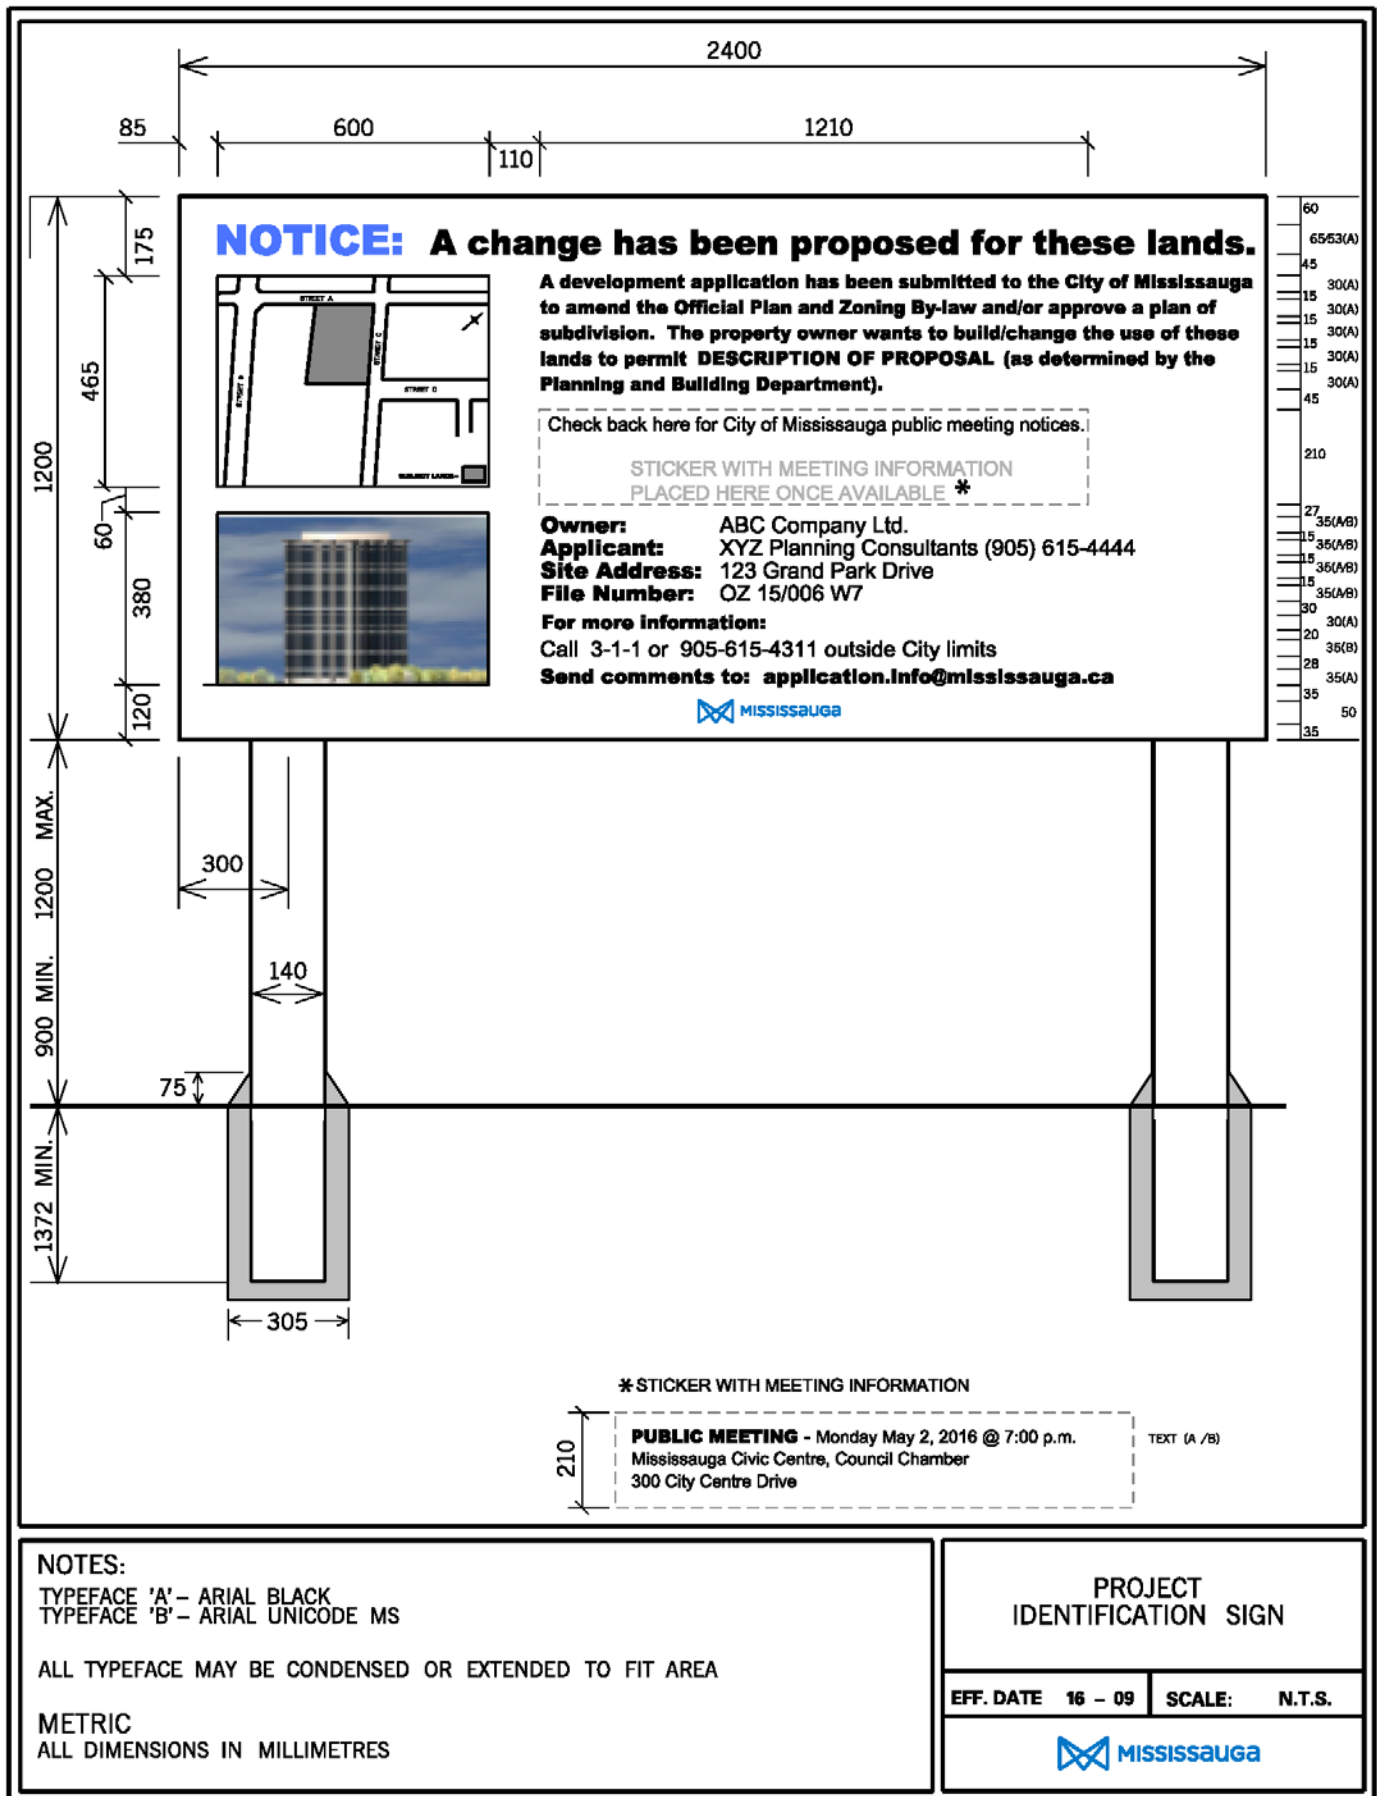 2400
85 600 110 1210
1200
175
465
60
380
120
NOTICE: A change has been proposed for these lands.
A development application has been submitted to the City of Mississauga
to amend the Official Plan and Zoning By-law and/or approve a plan of
subdivision. The property owner wants to build/change the use of these
lands to permit DESCRIPTION OF PROPOSAL (as determined by the
Planning and Building Department).
STREET A
STREET B
STREET C
STREET D
SUBJECT LANDS
Check back here for City of Mississauga public meeting notices.
STICKER WITH MEETING INFORMATION
PLACED HERE ONCE AVAILABLE *
Owner: ABC Company Ltd.
Applicant: XYZ Planning Consultants (905) 615-4444
Site Address: 123 Grand Park Drive
File Number: OZ 15/006 W7
For more information:
Call 3-1-1 or 905-615-4311 outside City limits
Send comments to: application.info@mississauga.ca
MISSISSAUGA
60
65/53(A)
45
30(A)
15
30(A)
15
30(A)
15
30(A)
15
30(A)
45
210
27
35(A/B)
15
35(A/B)
15
35(A/B)
15
35(A/B)
30
30(A)
20
35(B)
28
35(A)
35
50
35
900 MIN. 1200 MAX.
300
140
75
1372 MIN.
305
* STICKER WITH MEETING INFORMATION
210
PUBLIC MEETING - Monday May 2, 2016 @ 7:00 p.m.
Mississauga Civic Centre, Council Chamber
300 City Centre Drive
TEXT (A /B)
NOTES:
TYPEFACE 'A' – ARIAL BLACK
TYPEFACE 'B' – ARIAL UNICODE MS
ALL TYPEFACE MAY BE CONDENSED OR EXTENDED TO FIT AREA
METRIC
ALL DIMENSIONS IN MILLIMETRES
PROJECT
IDENTIFICATION SIGN
EFF. DATE 16 – 09 SCALE: N.T.S.
MISSISSAUGA